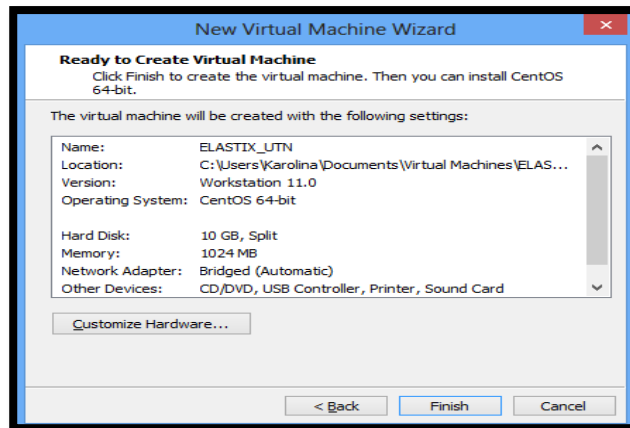 New Virtual Machine Wizard
Ready to Create Virtual Machine
Click Finish to create the virtual machine. Then you can install CentOS
64-bit.
The virtual machine will be created with the following settings:
Name: ELASTIX_UTN
Location: C:\Users\Karolina\Documents\Virtual Machines\ELAS...
Version: Workstation 11.0
Operating System: CentOS 64-bit
Hard Disk: 10 GB, Split
Memory: 1024 MB
Network Adapter: Bridged (Automatic)
Other Devices: CD/DVD, USB Controller, Printer, Sound Card
Customize Hardware...
< Back Finish Cancel